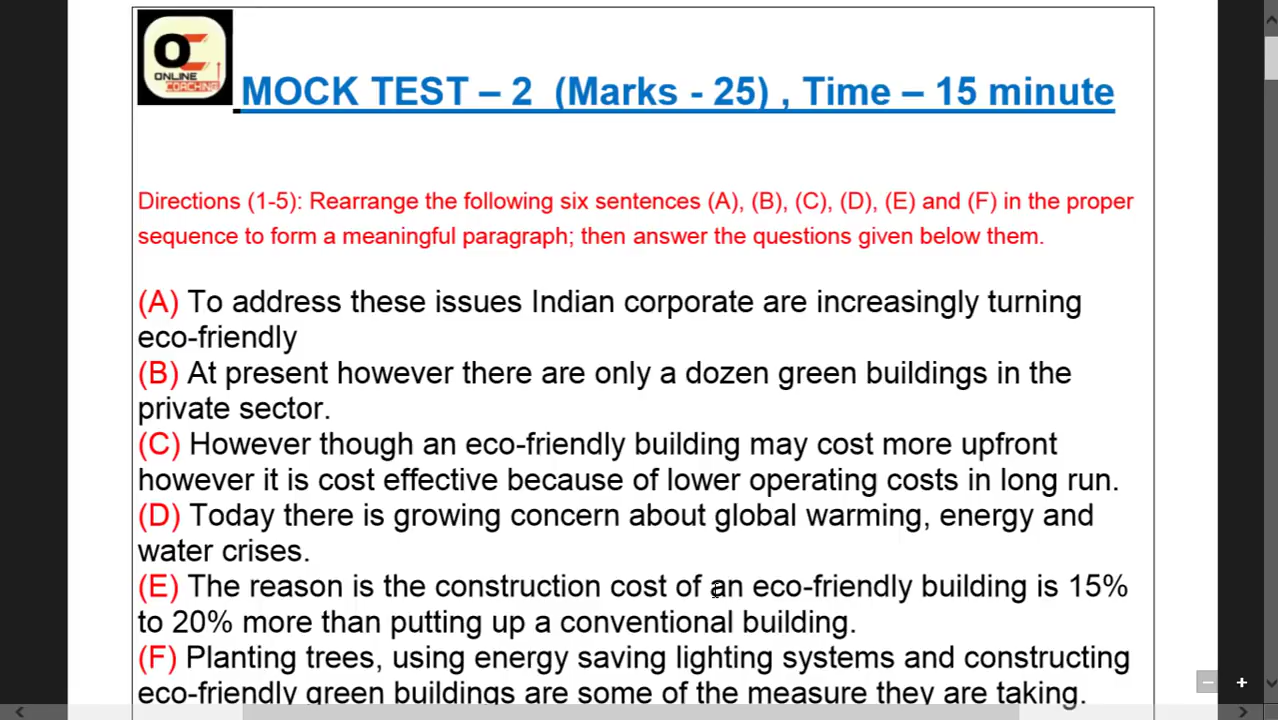 OC
ONLINE
COACHING
MOCK TEST – 2 (Marks - 25) , Time – 15 minute
Directions (1-5): Rearrange the following six sentences (A), (B), (C), (D), (E) and (F) in the proper
sequence to form a meaningful paragraph; then answer the questions given below them.
(A) To address these issues Indian corporate are increasingly turning
eco-friendly
(B) At present however there are only a dozen green buildings in the
private sector.
(C) However though an eco-friendly building may cost more upfront
however it is cost effective because of lower operating costs in long run.
(D) Today there is growing concern about global warming, energy and
water crises.
(E) The reason is the construction cost of an eco-friendly building is 15%
to 20% more than putting up a conventional building.
(F) Planting trees, using energy saving lighting systems and constructing
eco-friendly green buildings are some of the measure they are taking.